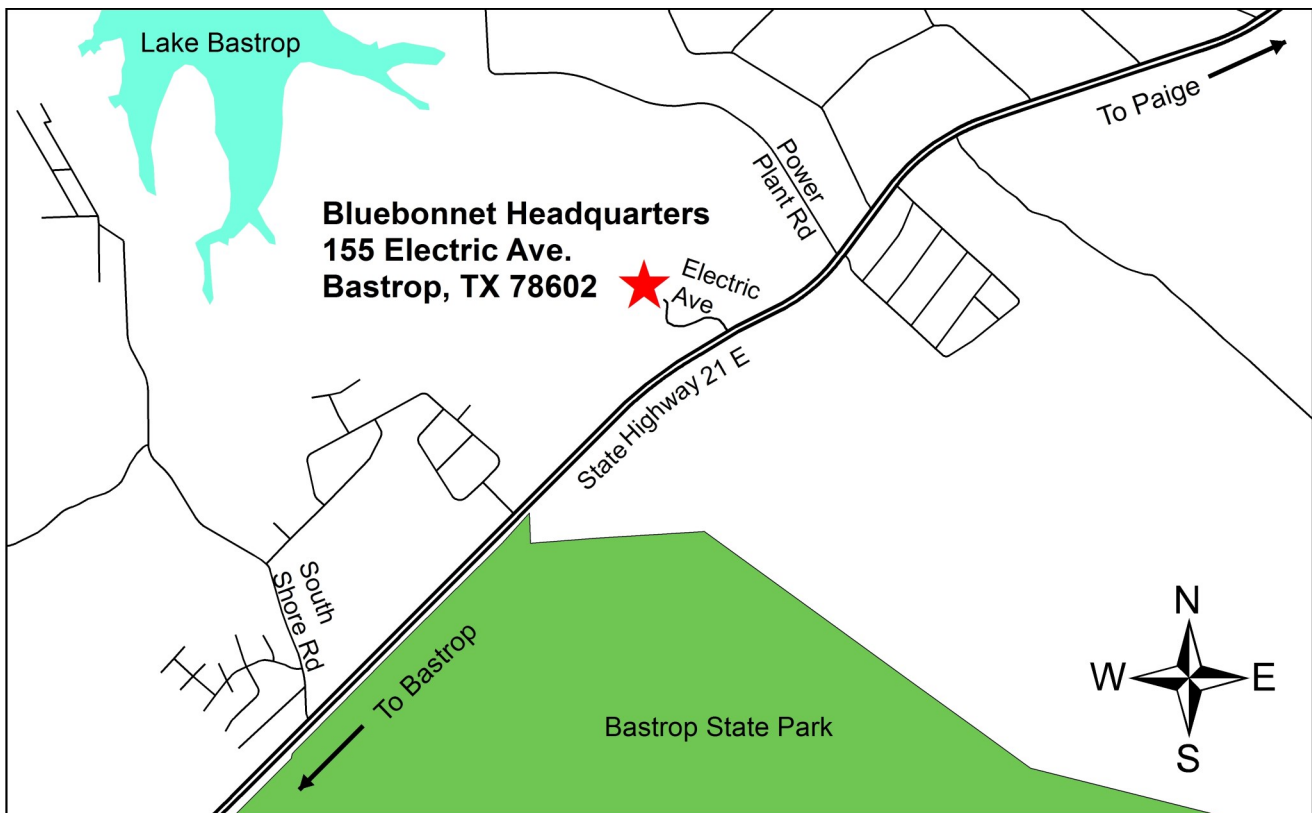 Lake Bastrop
To Paige
Power
Plant Rd
Bluebonnet Headquarters
155 Electric Ave.
Bastrop, TX 78602
Electric
Ave
State Highway 21 E
South
Shore Rd
To Bastrop
Bastrop State Park
N
W
E
S